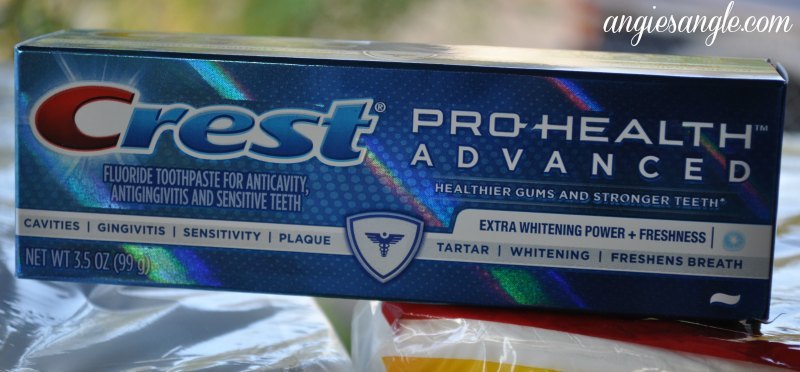 angiesangle.com
Crest®
PRO-HEALTH™
ADVANCED
FLUORIDE TOOTHPASTE FOR ANTICAVITY,
ANTIGINGIVITIS AND SENSITIVE TEETH
HEALTHIER GUMS AND STRONGER TEETH*
CAVITIES | GINGIVITIS | SENSITIVITY | PLAQUE
EXTRA WHITENING POWER + FRESHNESS |
TARTAR | WHITENING | FRESHENS BREATH
NET WT 3.5 OZ (99 g)